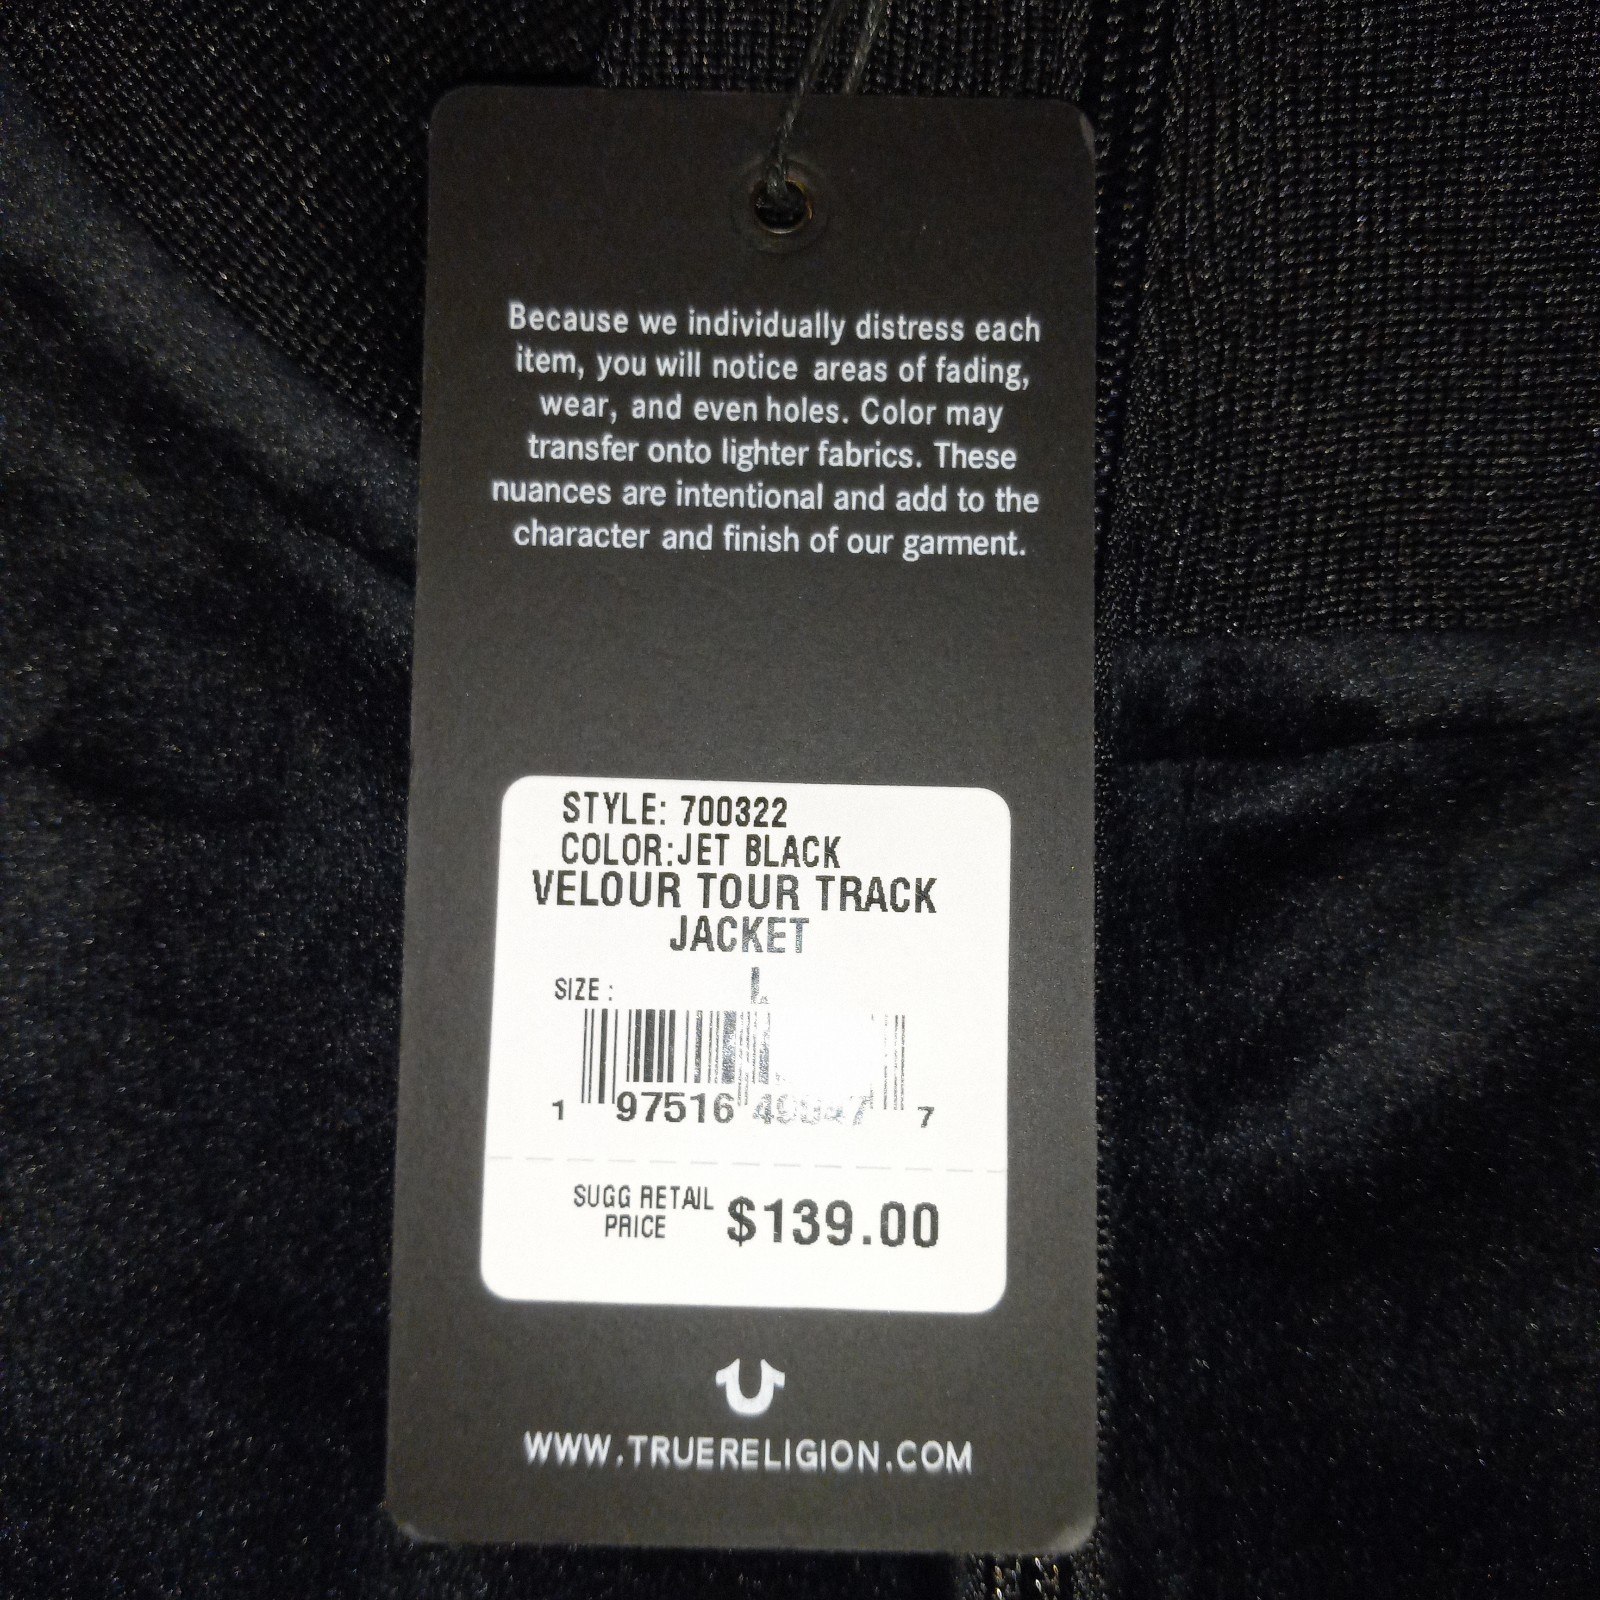 Because we individually distress each
item, you will notice areas of fading,
wear, and even holes. Color may
transfer onto lighter fabrics. These
nuances are intentional and add to the
character and finish of our garment.
STYLE: 700322
COLOR:JET BLACK
VELOUR TOUR TRACK
JACKET
SIZE : L
1 97516 7
SUGG RETAIL
PRICE $139.00
WWW.TRUERELIGION.COM